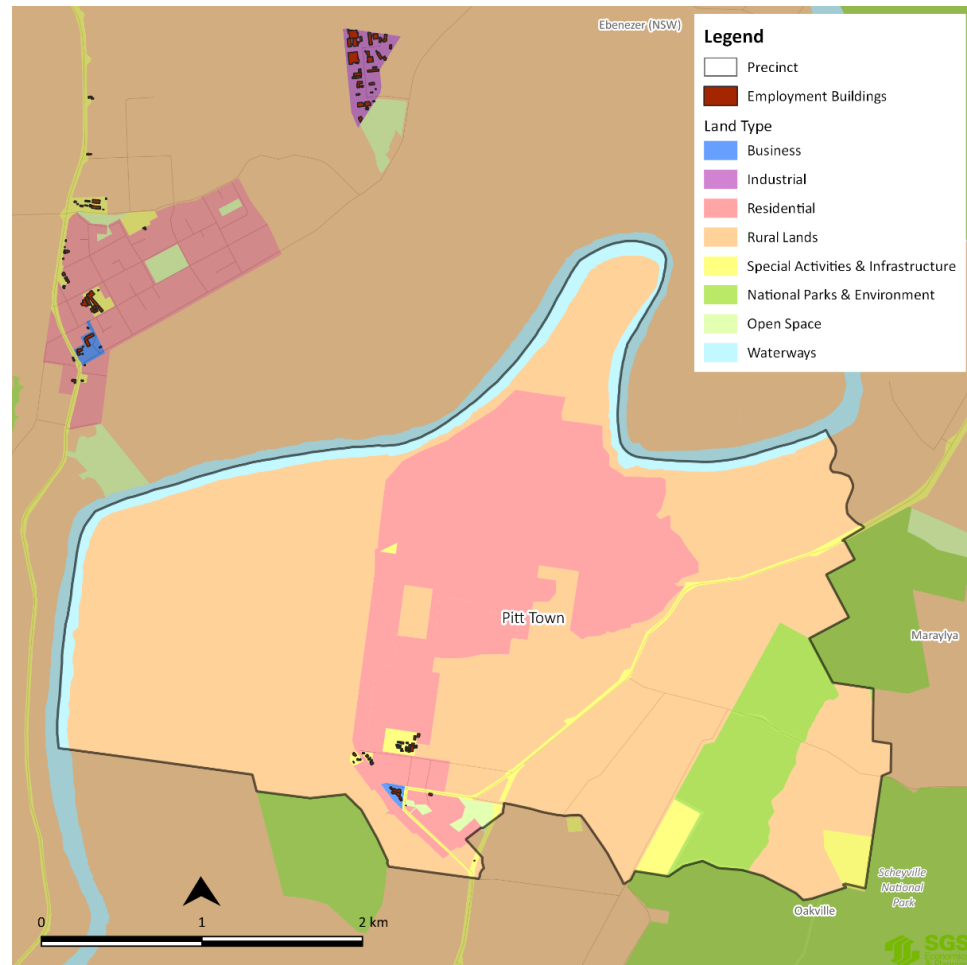 Ebenezer (NSW)
Legend
Precinct
Employment Buildings
Land Type
Business
Industrial
Residential
Rural Lands
Special Activities & Infrastructure
National Parks & Environment
Open Space
Waterways
Pitt Town
Maraylya
Scheyville
National
Park
Oakville
0
1
2 km
SGS
Economics